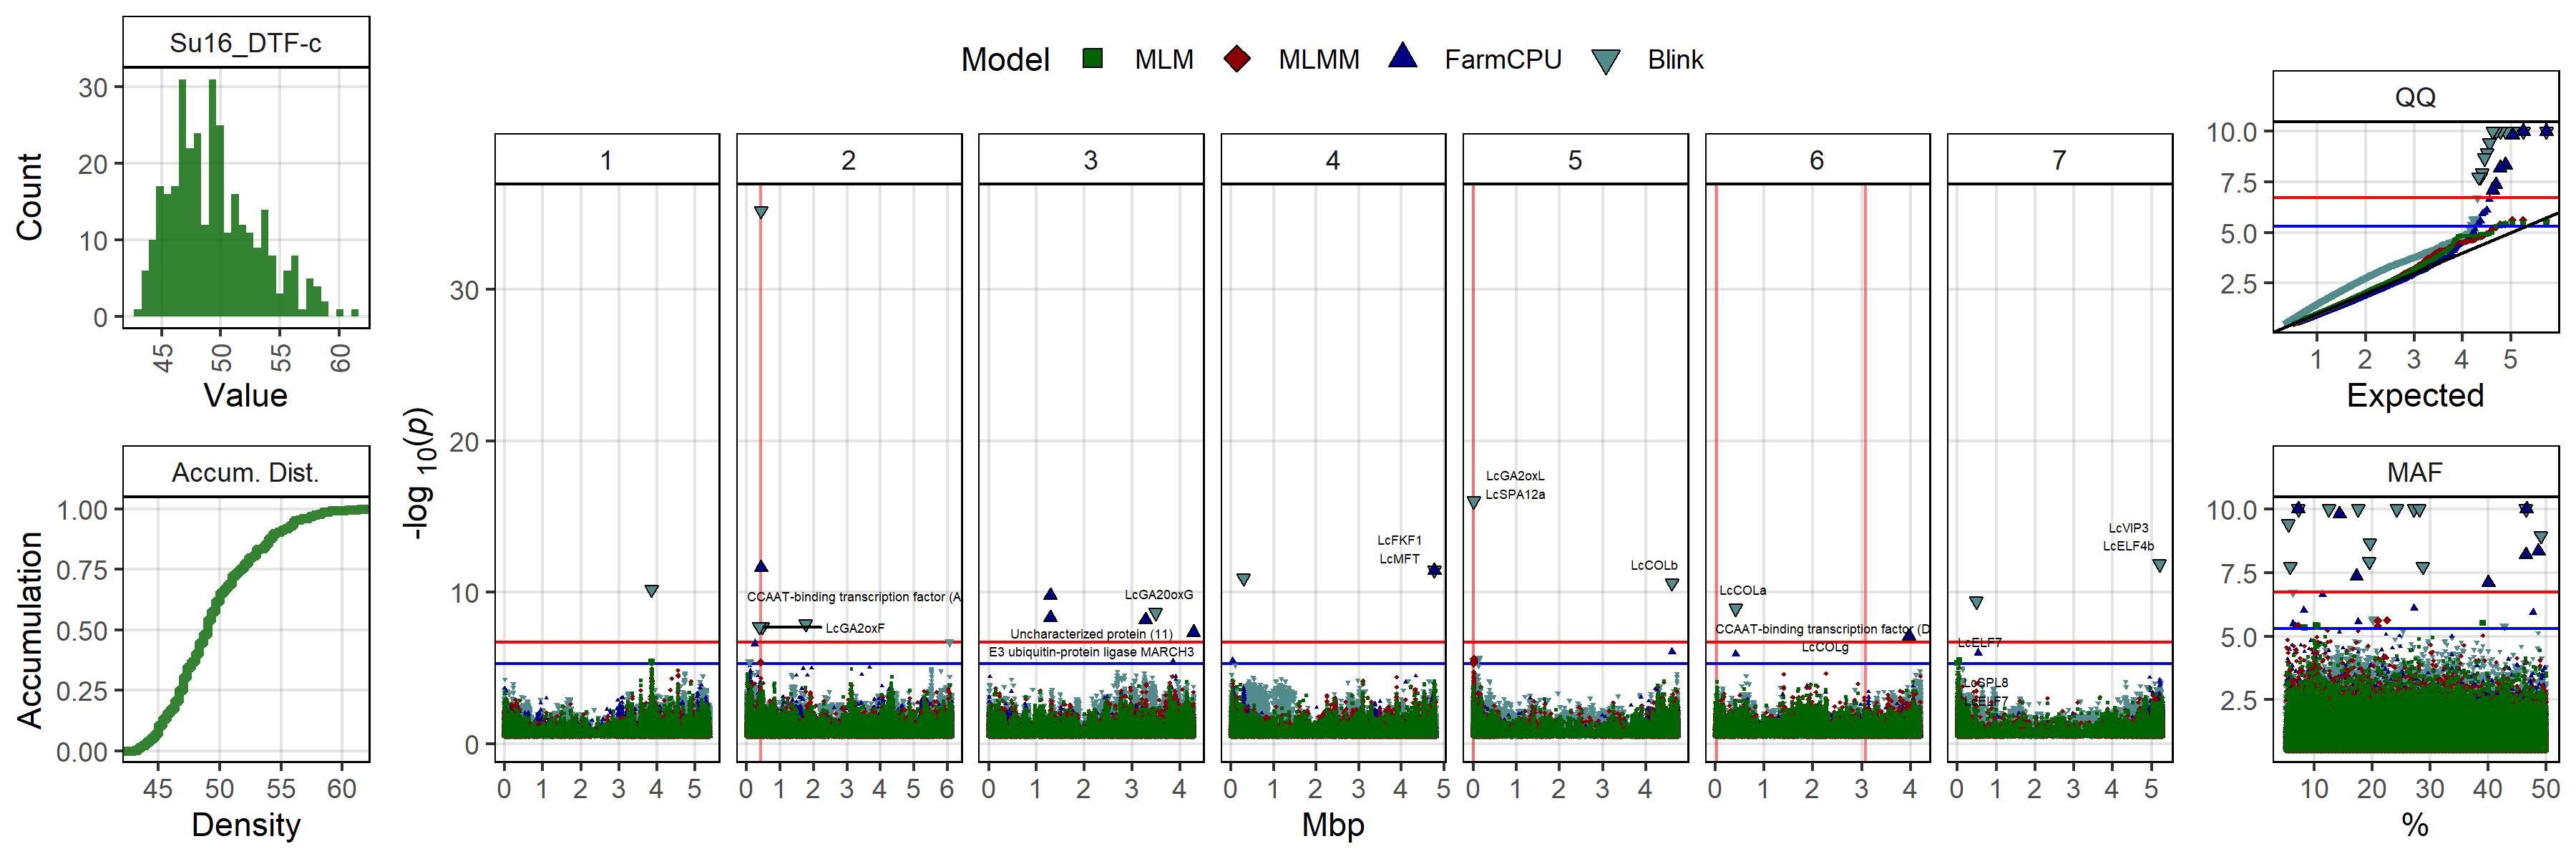 Su16_DTF-c
Count
30
20
10
0
45 50 55 60
Value
Accum. Dist.
Accumulation
1.00
0.75
0.50
0.25
0.00
45 50 55 60
Density
Model MLM MLMM FarmCPU Blink
-log 10(p)
30
20
10
0
1 2 3 4 5 6 7
CCAAT-binding transcription factor (A
LcGA2oxF
LcGA20oxG
Uncharacterized protein (11)
E3 ubiquitin-protein ligase MARCH3
LcFKF1
LcMFT
LcGA2oxL
LcSPA12a
LcCOLb
LcCOLa
CCAAT-binding transcription factor (D
LcCOLg
LcVIP3
LcELF4b
LcELF7
LcSPL8
LcELF7
0 1 2 3 4 5
0 1 2 3 4 5 6
0 1 2 3 4
0 1 2 3 4 5
0 1 2 3 4
0 1 2 3 4
0 1 2 3 4 5
Mbp
QQ
10.0
7.5
5.0
2.5
1 2 3 4 5
Expected
MAF
10.0
7.5
5.0
2.5
10 20 30 40 50
%